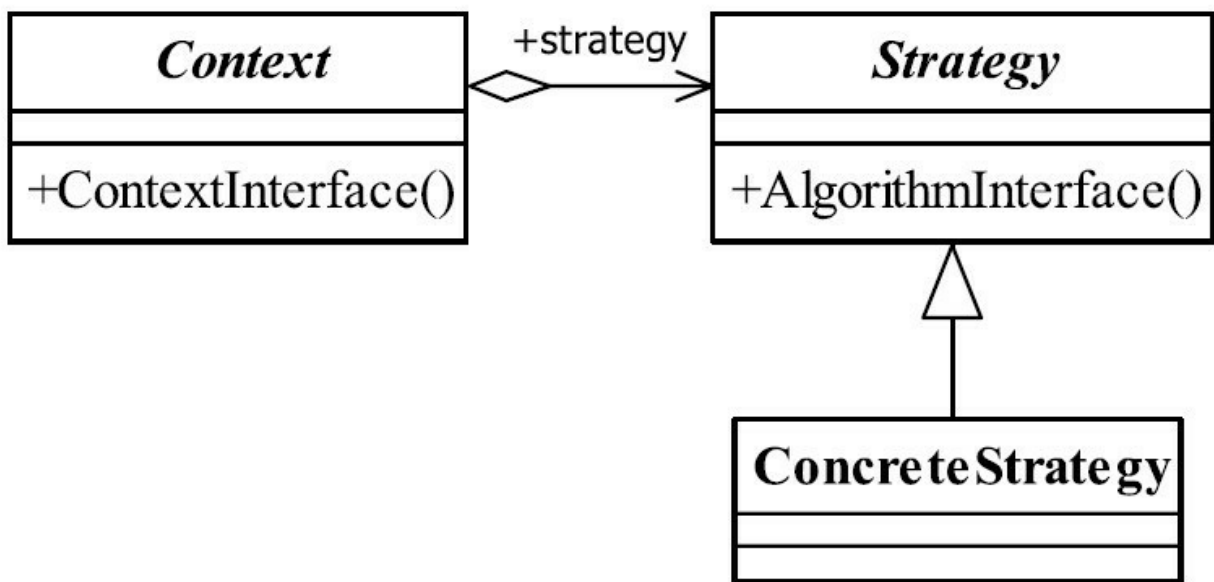 Context
+strategy
Strategy
+ContextInterface()
+AlgorithmInterface()
ConcreteStrategy